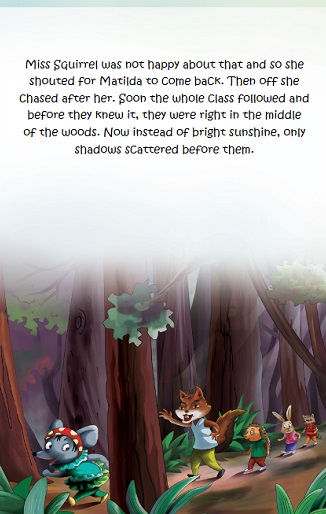 Miss Squirrel was not happy about that and so she
shouted for Matilda to come back. Then off she
chased after her. Soon the whole class followed and
before they knew it, they were right in the middle
of the woods. Now instead of bright sunshine, only
shadows scattered before them.